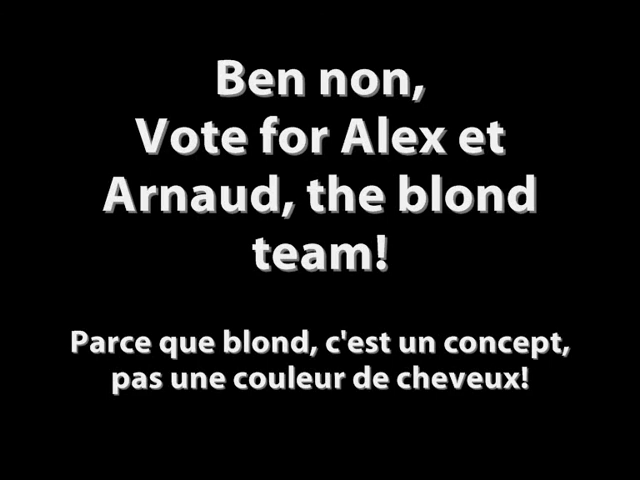 Ben non,
Vote for Alex et
Arnaud, the blond
team!
Parce que blond, c'est un concept,
pas une couleur de cheveux!